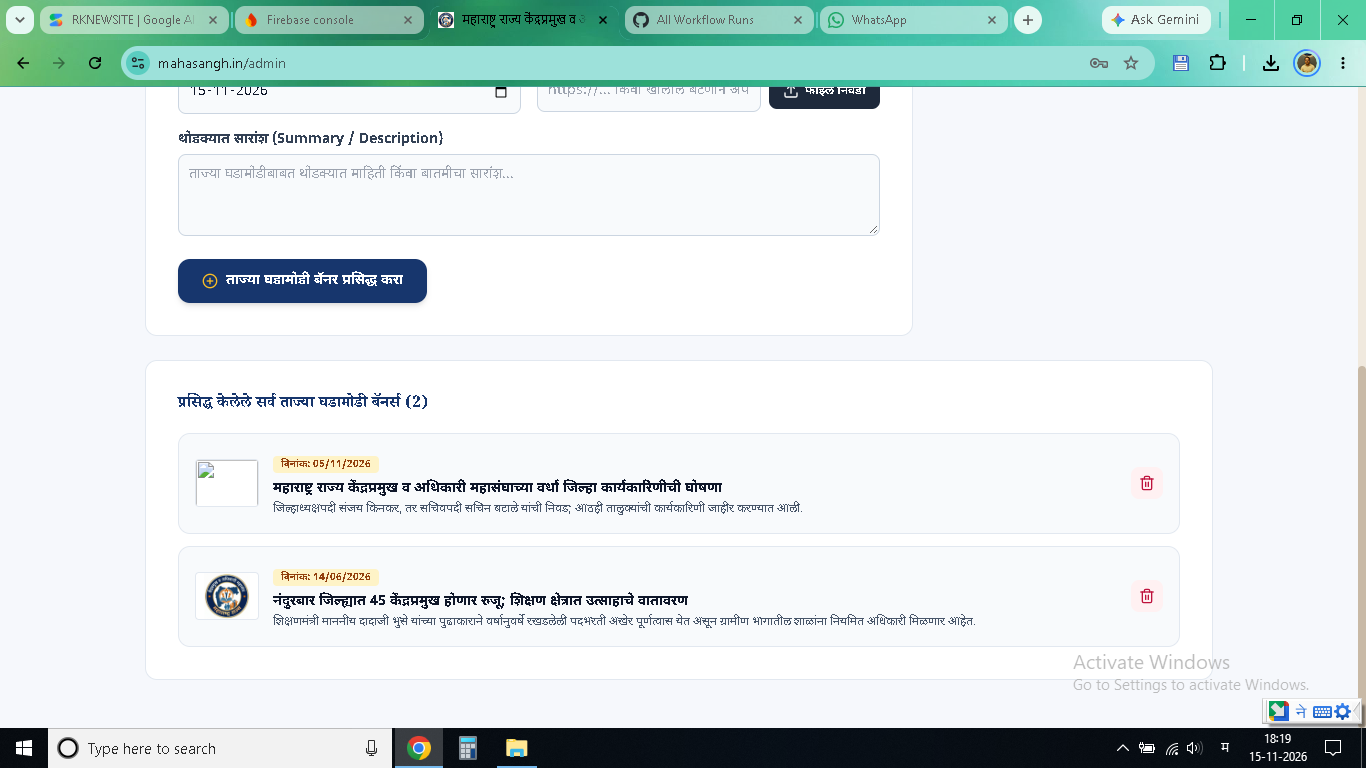 RKNEWSITE | Google AI
Firebase console
महाराष्ट्र राज्य केंद्रप्रमुख व अ
All Workflow Runs
WhatsApp
Ask Gemini
mahasangh.in/admin
15-11-2026
https://... किंवा खालील बटणाने अप
फाईल निवडा
थोडक्यात सारांश (Summary / Description)
ताज्या घडामोडीबाबत थोडक्यात माहिती किंवा बातमीचा सारांश...
ताज्या घडामोडी बॅनर प्रसिद्ध करा
प्रसिद्ध केलेले सर्व ताज्या घडामोडी बॅनर्स (2)
दिनांक: 05/11/2026
महाराष्ट्र राज्य केंद्रप्रमुख व अधिकारी महासंघाच्या वर्धा जिल्हा कार्यकारिणीची घोषणा
जिल्हाध्यक्षपदी संजय किनकर, तर सचिवपदी सचिन बटाले यांची निवड; आठही तालुक्यांची कार्यकारिणी जाहीर करण्यात आली.
दिनांक: 14/06/2026
नंदुरबार जिल्ह्यात 45 केंद्रप्रमुख होणार रुजू; शिक्षण क्षेत्रात उत्साहाचे वातावरण
शिक्षणमंत्री माननीय दादाजी भुसे यांच्या पुढाकाराने वर्षानुवर्षे रखडलेली पदभरती अखेर पूर्णत्वास येत असून ग्रामीण भागातील शाळांना नियमित अधिकारी मिळणार आहेत.
Activate Windows
Go to Settings to activate Windows.
ने
Type here to search
म
18:19
15-11-2026